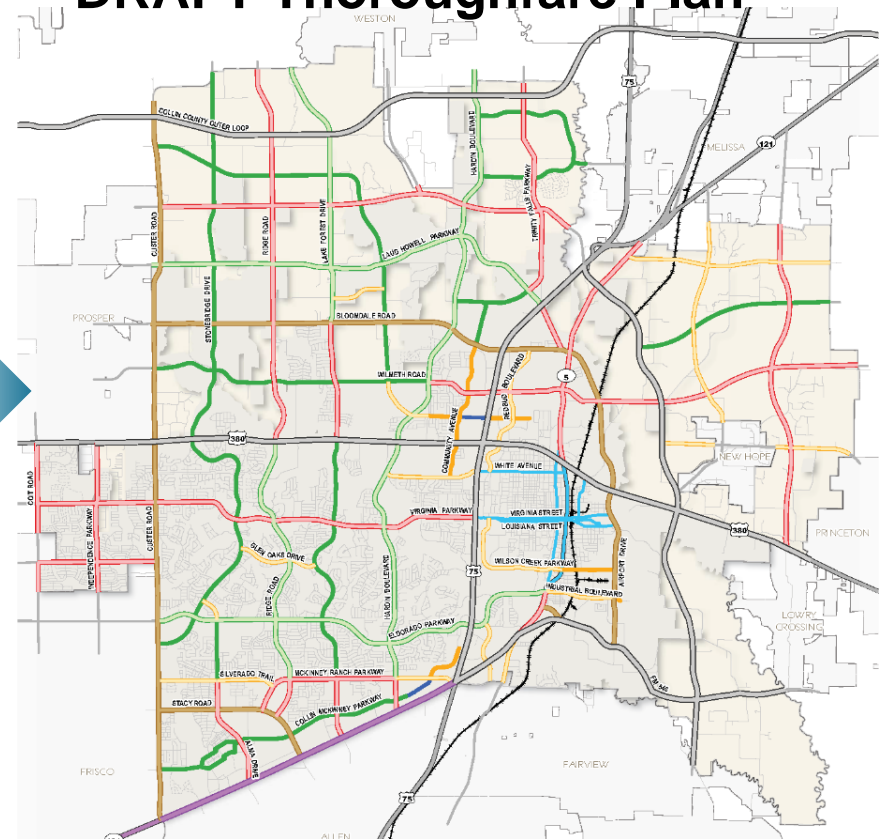 DRAFT Thoroughfare Plan
WESTON
75
COLLIN COUNTY OUTER LOOP
HARDIN BOULEVARD
MELISSA
121
TRINITY FALLS PARKWAY
CUSTER ROAD
RIDGE ROAD
LAKE FOREST DRIVE
LAUD HOWELL PARKWAY
STONEBRIDGE DRIVE
PROSPER
BLOOMDALE ROAD
WILMETH ROAD
REDBUD BOULEVARD
5
COMMUNITY AVENUE
380
WHITE AVENUE
NEW HOPE
COIT ROAD
INDEPENDENCE PARKWAY
CUSTER ROAD
VIRGINIA PARKWAY
VIRGINIA STREET
LOUISIANA STREET
380
PRINCETON
GLEN OAKS DRIVE
WILSON CREEK PARKWAY
AIRPORT DRIVE
75
RIDGE ROAD
HARDIN BOULEVARD
INDUSTRIAL BOULEVARD
LOWRY
CROSSING
ELDORADO PARKWAY
SILVERADO TRAIL
MCKINNEY RANCH PARKWAY
FM 546
STACY ROAD
COLLIN MCKINNEY PARKWAY
ALMA DRIVE
FRISCO
FAIRVIEW
75
ALLEN